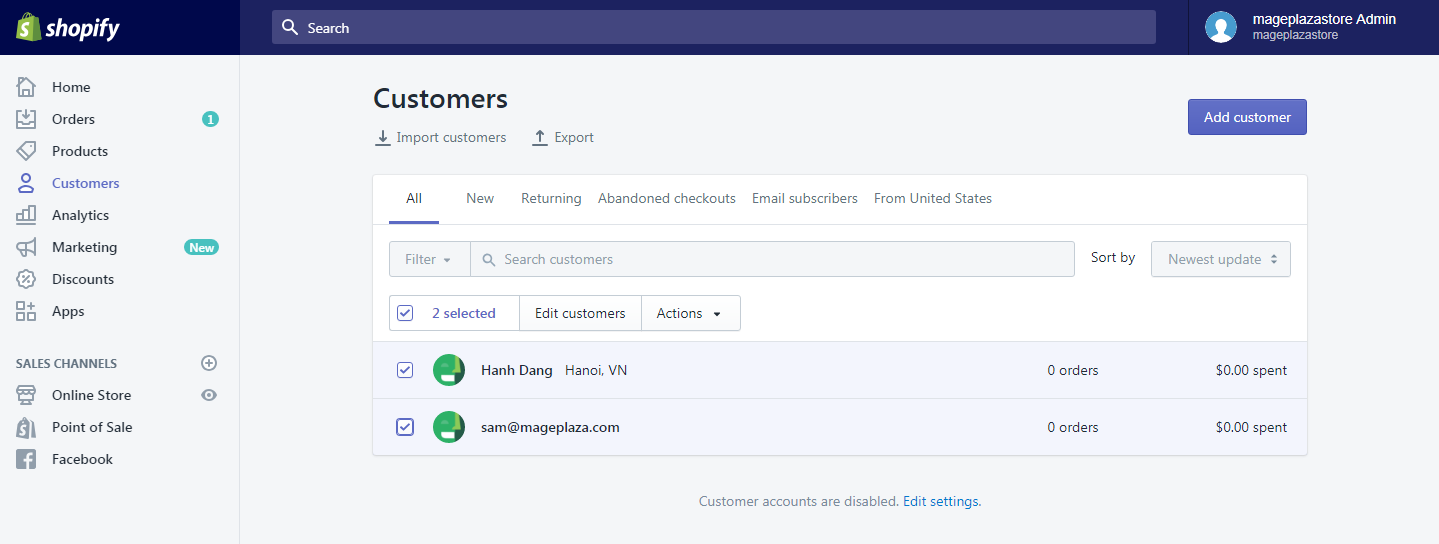 shopify
Search
mageplazastore Admin
mageplazastore
Home
Orders 1
Products
Customers
Analytics
Marketing New
Discounts
Apps
SALES CHANNELS
Online Store
Point of Sale
Facebook
Customers
Import customers Export
Add customer
All New Returning Abandoned checkouts Email subscribers From United States
Filter Search customers Sort by Newest update
2 selected Edit customers Actions
Hanh Dang Hanoi, VN 0 orders $0.00 spent
sam@mageplaza.com 0 orders $0.00 spent
Customer accounts are disabled. Edit settings.